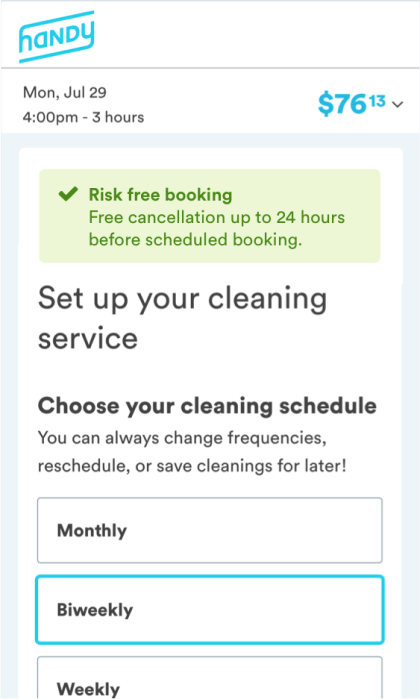 HANDY
Mon, Jul 29
4:00pm - 3 hours
$76¹³
Risk free booking
Free cancellation up to 24 hours
before scheduled booking.
Set up your cleaning
service
Choose your cleaning schedule
You can always change frequencies,
reschedule, or save cleanings for later!
Monthly
Biweekly
Weekly